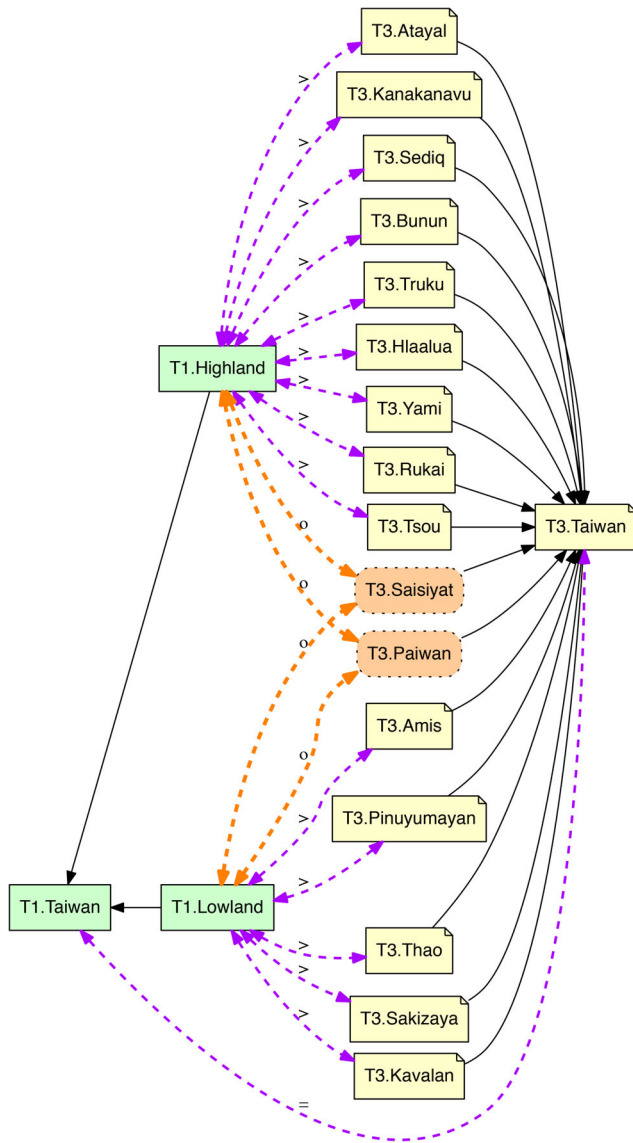 T3.Atayal
>
T3.Kanakanavu
>
T3.Sediq
>
T3.Bunun
>
T3.Truku
>
T3.Hlaalua
>
T1.Highland
>
T3.Yami
>
T3.Rukai
>
T3.Tsou
>
T3.Taiwan
o
T3.Saisiyat
o
T3.Paiwan
o
T3.Amis
o
>
T3.Pinuyumayan
>
T1.Taiwan
T1.Lowland
T3.Thao
>
>
T3.Sakizaya
>
T3.Kavalan
=